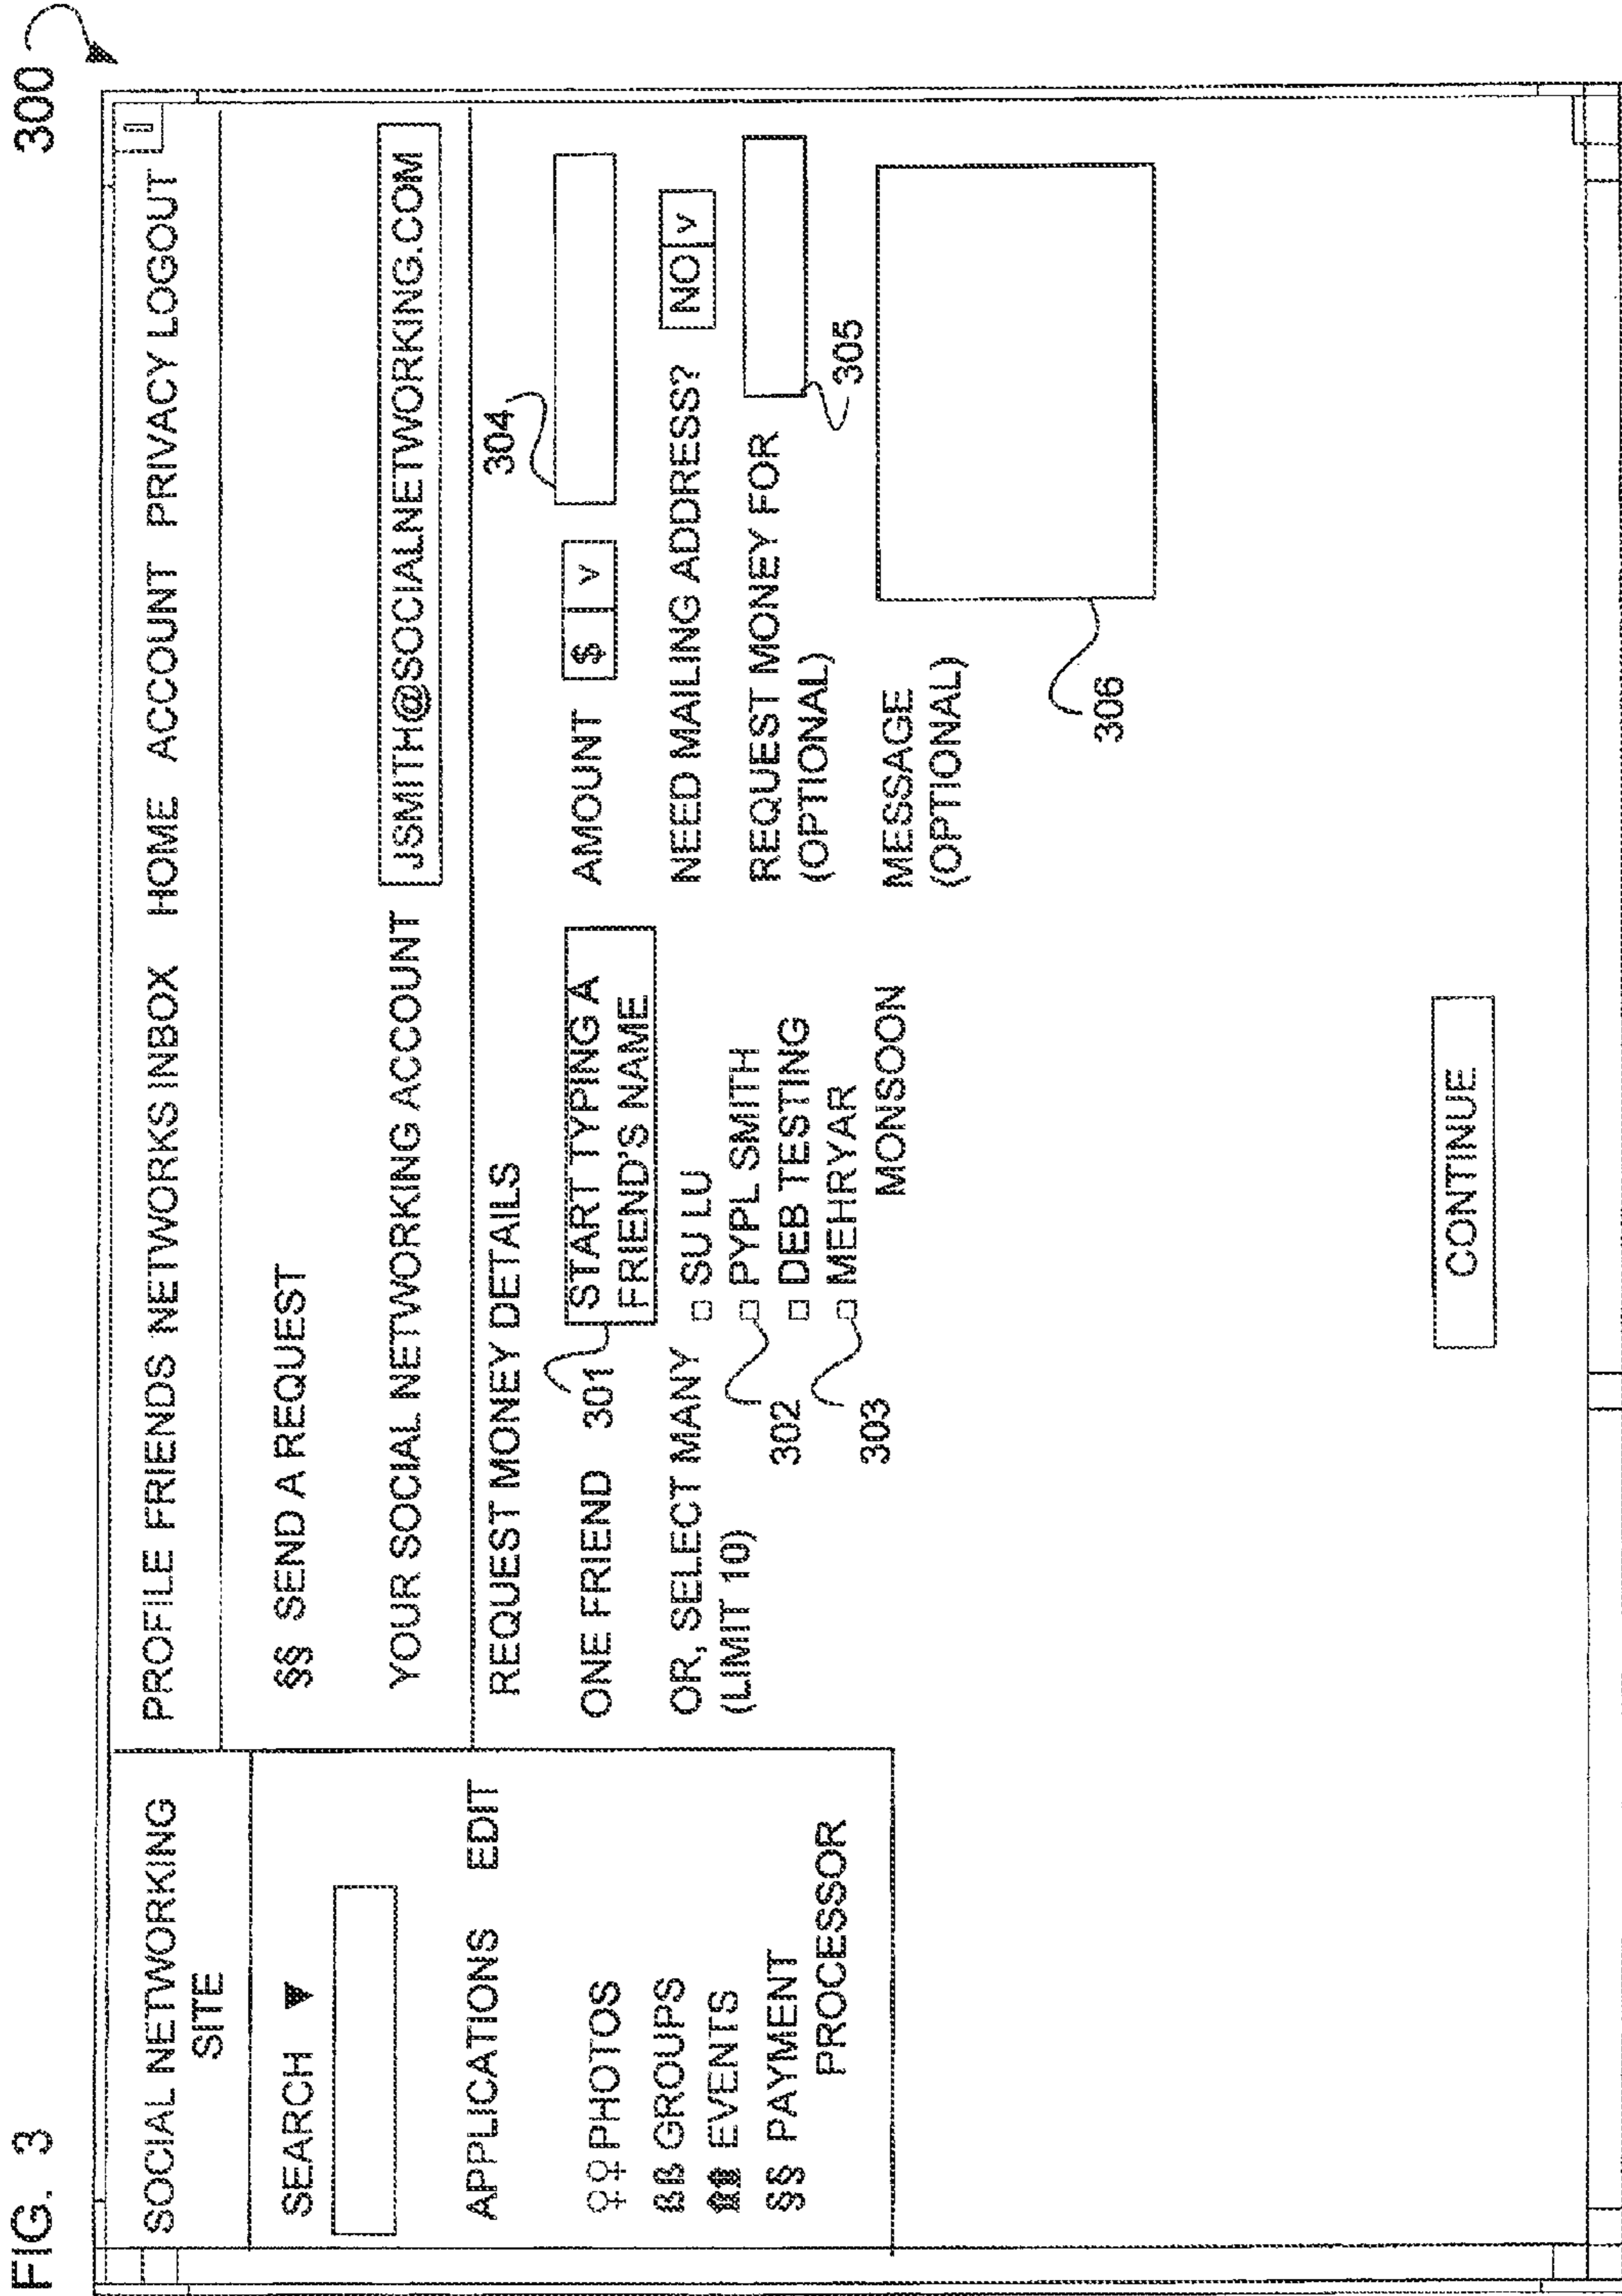 FIG. 3
300
SOCIAL NETWORKING
SITE
PROFILE FRIENDS NETWORKS INBOX HOME ACCOUNT PRIVACY LOGOUT
SEARCH ▼
APPLICATIONS EDIT
PHOTOS
ßß GROUPS
EVENTS
§§ PAYMENT
PROCESSOR
§§ SEND A REQUEST
YOUR SOCIAL NETWORKING ACCOUNT JSMITH@SOCIALNETWORKING.COM
REQUEST MONEY DETAILS
ONE FRIEND 301 START TYPING A
FRIEND'S NAME
OR, SELECT MANY
(LIMIT 10)
SU LU
PYPL SMITH
DEB TESTING
MEHRYAR
MONSOON
302
303
304
AMOUNT $ v
NEED MAILING ADDRESS? NO v
REQUEST MONEY FOR
(OPTIONAL)
305
MESSAGE
(OPTIONAL)
306
CONTINUE